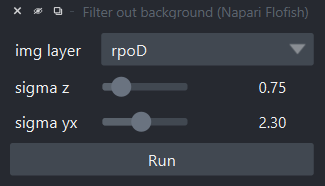 Filter out background (Napari Flofish)
img layer rpoD
sigma z 0.75
sigma yx 2.30
Run